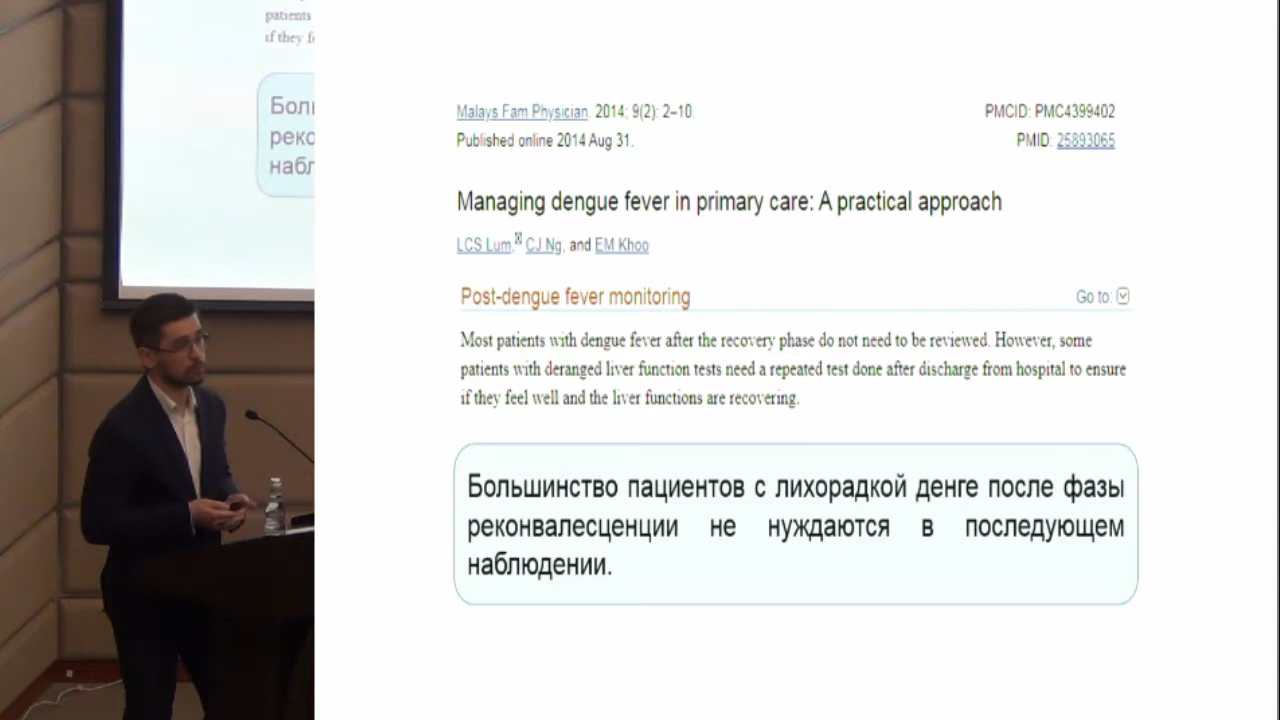 patients
if they
Malays Fam Physician. 2014; 9(2): 2–10.
PMCID: PMC4399402
Published online 2014 Aug 31.
PMID: 25893065
Managing dengue fever in primary care: A practical approach
LCS Lum, CJ Ng, and EM Khoo
Post-dengue fever monitoring
Go to:
Most patients with dengue fever after the recovery phase do not need to be reviewed. However, some
patients with deranged liver function tests need a repeated test done after discharge from hospital to ensure
if they feel well and the liver functions are recovering.
Боль
реко
набл
Большинство пациентов с лихорадкой денге после фазы
реконвалесценции не нуждаются в последующем
наблюдении.